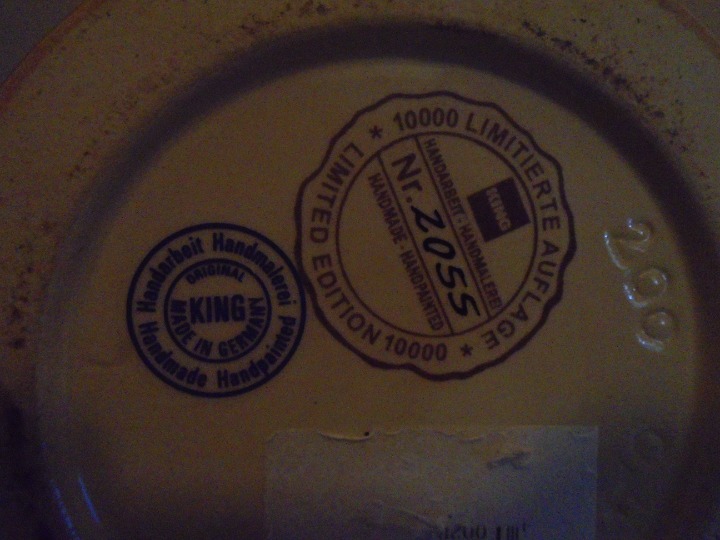 10000 LIMITIERTE AUFLAGE
LIMITED EDITION 10000
KING
HANDARBEIT - HANDMALEREI
Nr. 2055
HANDMADE - HANDPAINTED
Handarbeit Handmalerei
ORIGINAL
KING
MADE IN GERMANY
Handmade Handpainted